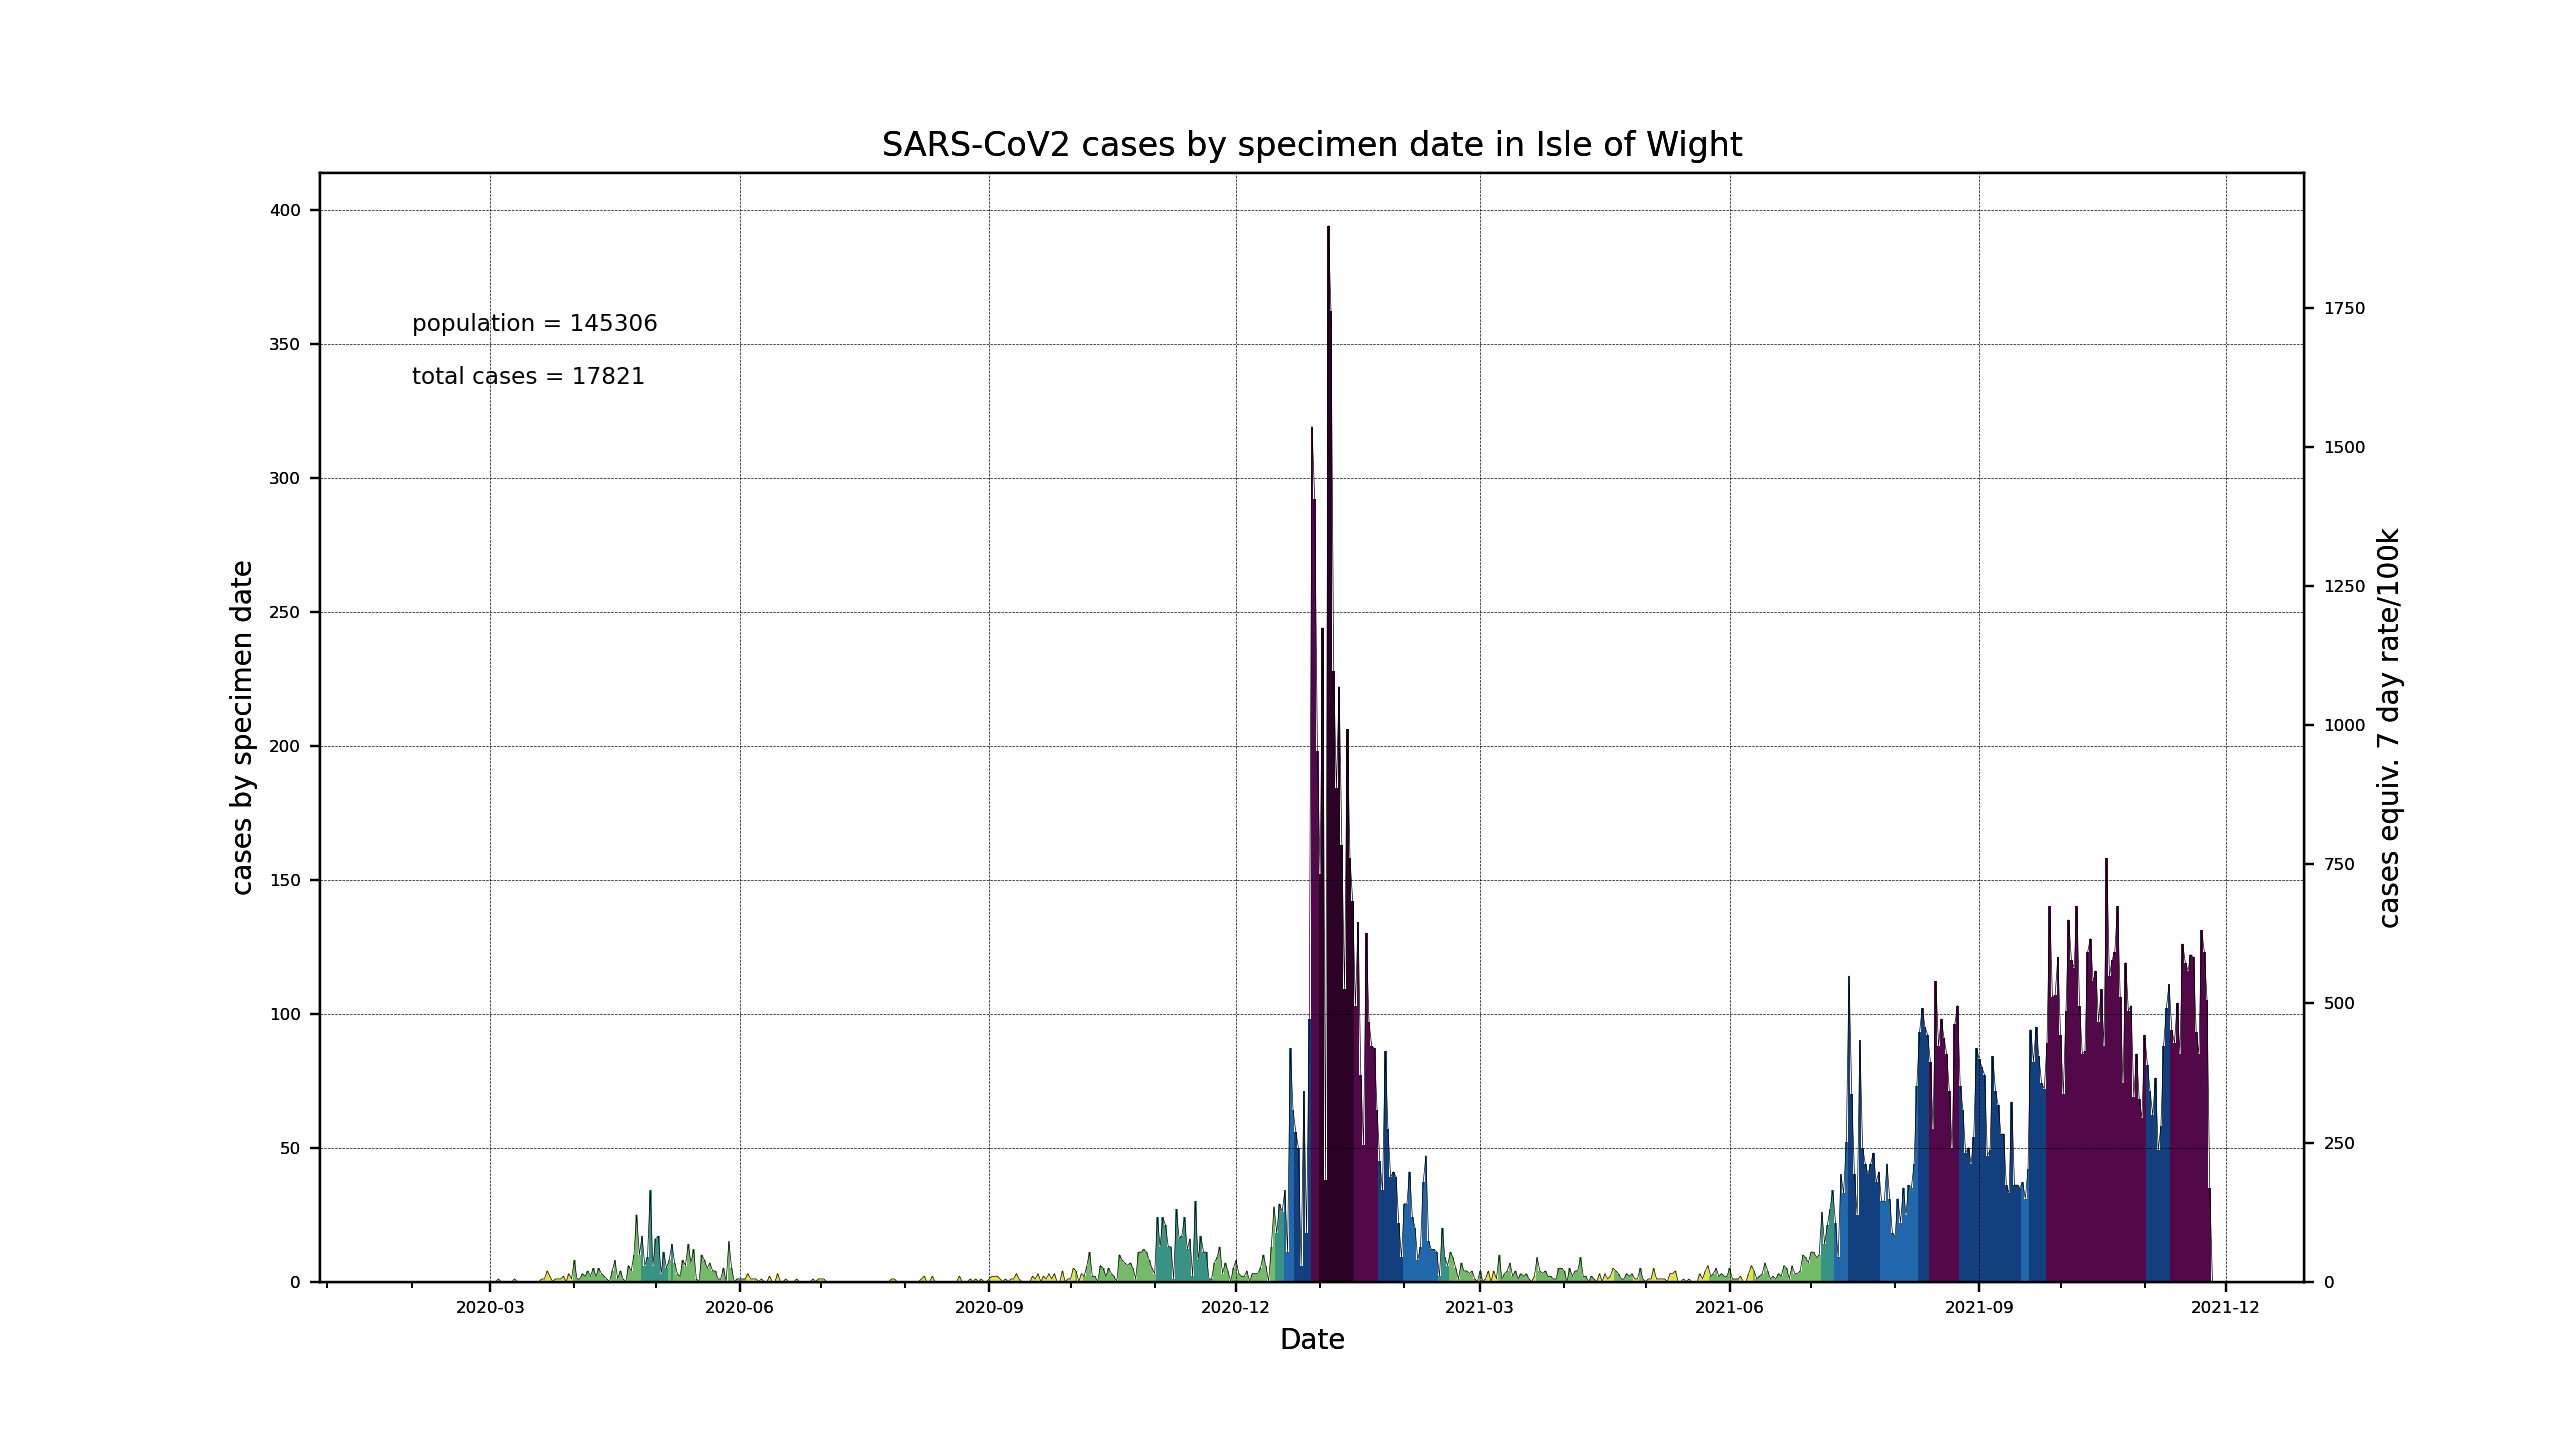 SARS-CoV2 cases by specimen date in Isle of Wight
population = 145306
total cases = 17821
cases by specimen date
400
350
300
250
200
150
100
50
0
1750
1500
1250
1000
750
500
250
0
cases equiv. 7 day rate/100k
2020-03 2020-06 2020-09 2020-12 2021-03 2021-06 2021-09 2021-12
Date